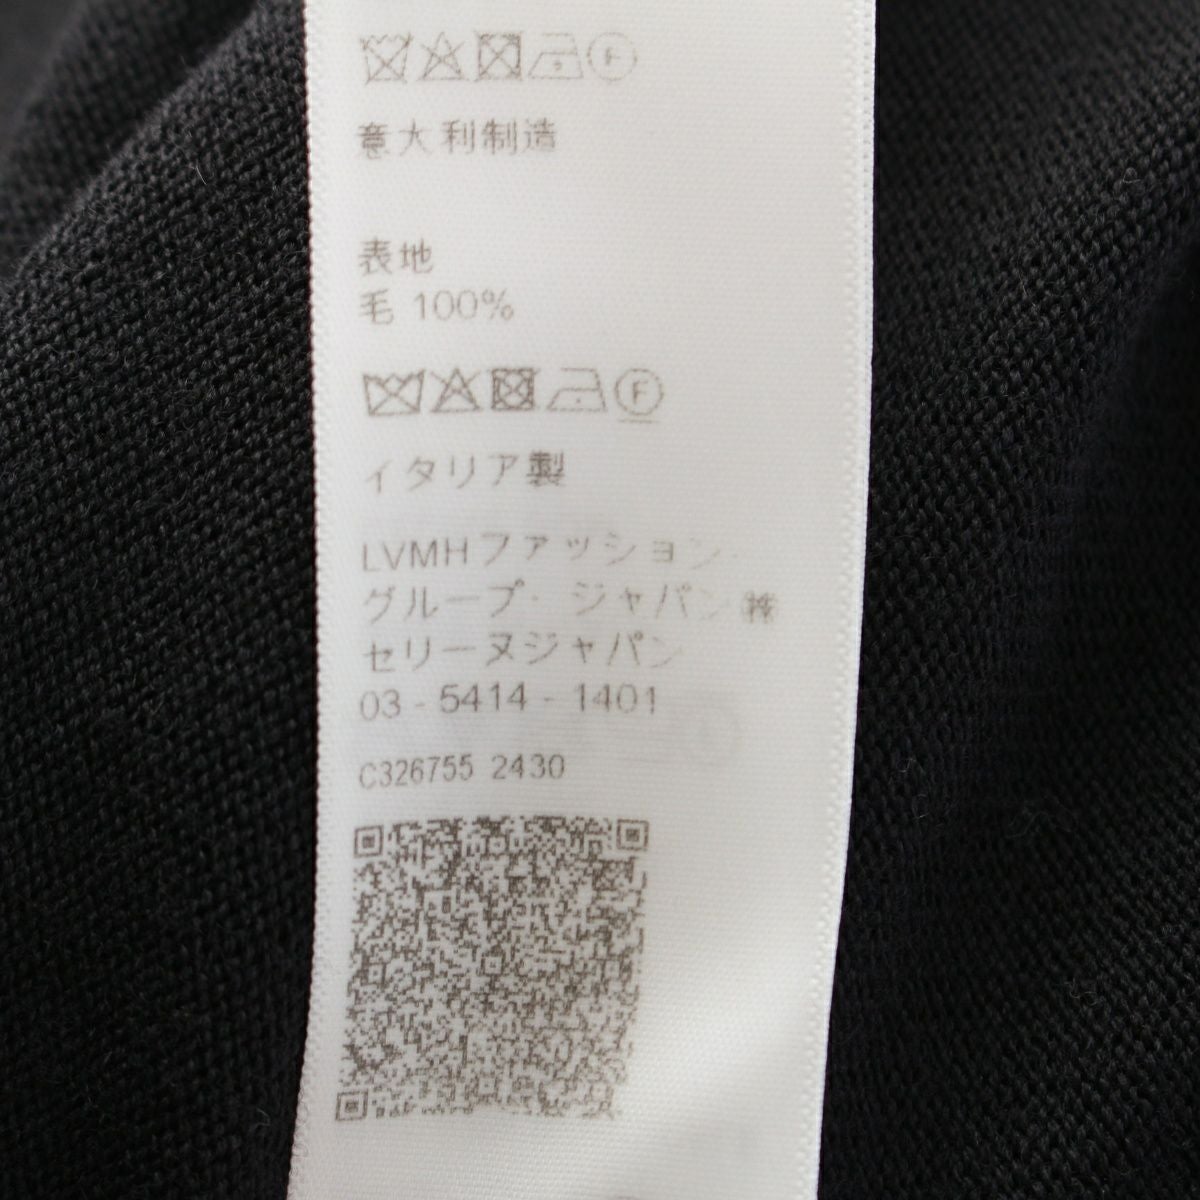 F
意大利制造
表地
毛 100%
F
イタリア製
LVMHファッション・
グループ・ジャパン㈱
セリーヌジャパン
03-5414-1401
C326755 2430